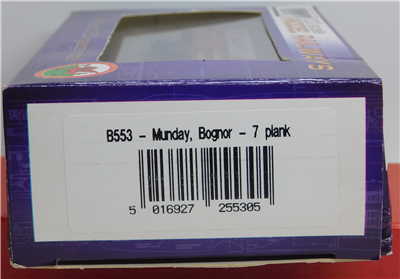 B553 - Munday, Bognor - 7 plank
5 016927 255305